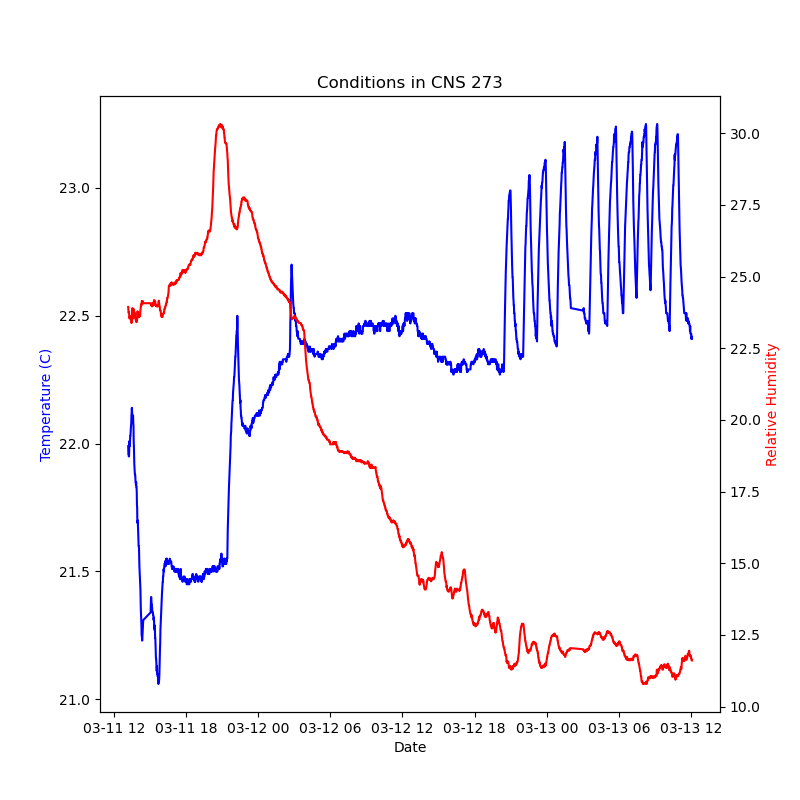 Conditions in CNS 273
Temperature (C)
23.0
22.5
22.0
21.5
21.0
30.0
27.5
25.0
22.5
20.0
17.5
15.0
12.5
10.0
Relative Humidity
03-11 12 03-11 18 03-12 00 03-12 06 03-12 12 03-12 18 03-13 00 03-13 06 03-13 12
Date